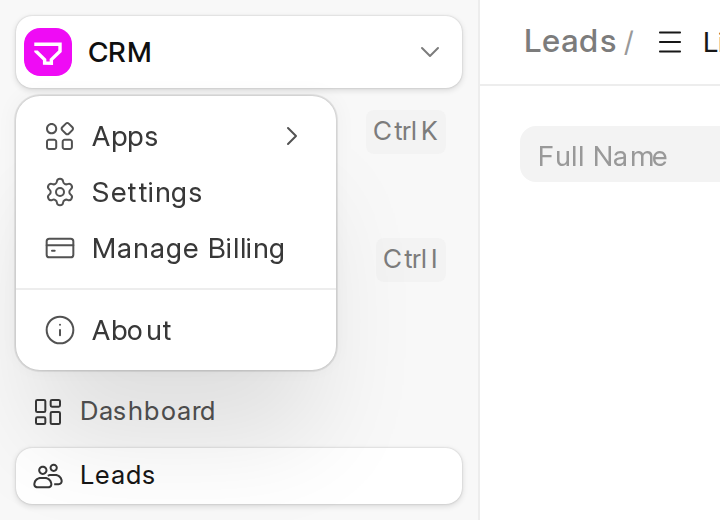 CRM
Leads /
Apps
Ctrl K
Full Name
Settings
Manage Billing
Ctrl I
About
Dashboard
Leads